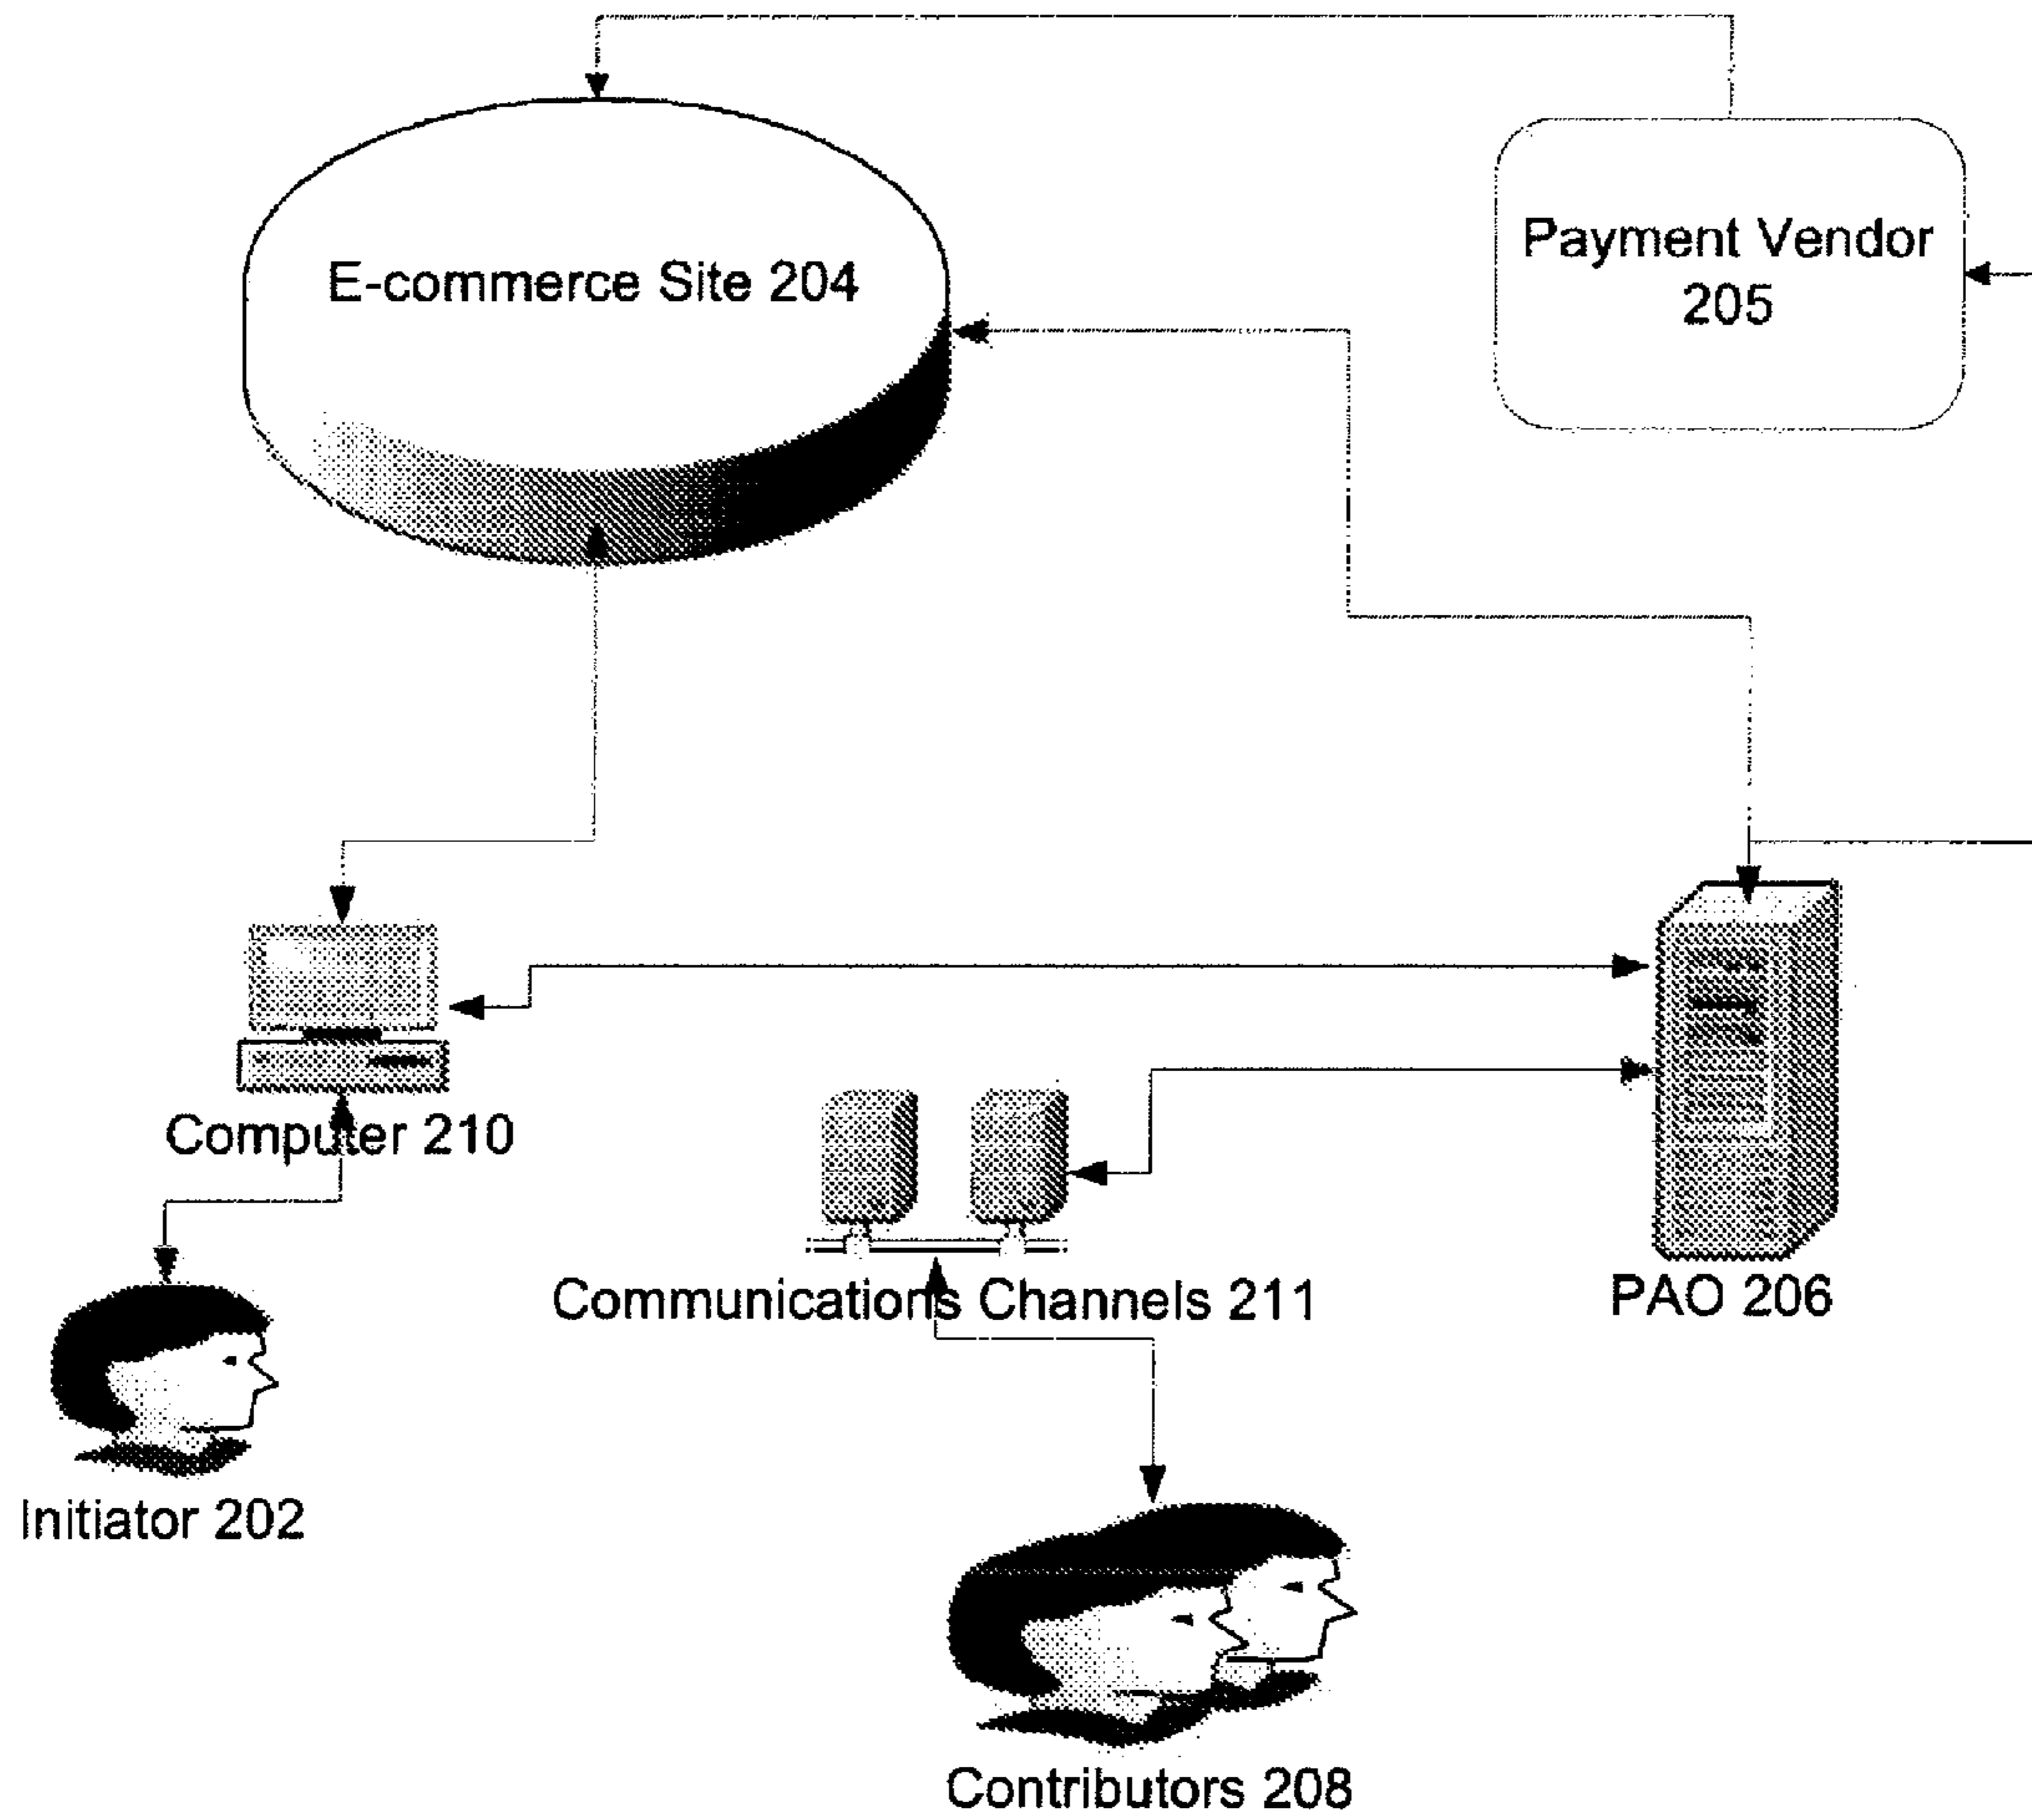 E-commerce Site 204
Payment Vendor
205
Computer 210
Communications Channels 211
PAO 206
Initiator 202
Contributors 208